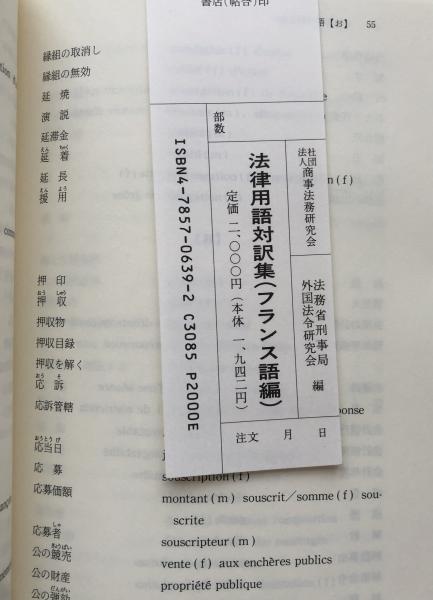 語【お】 55
書店(帖合)印
部数
社団法人商事法務研究会
法務省刑事局
外国法令研究会 編
法律用語対訳集(フランス語編)
定価 二、〇〇〇円(本体 一、九四二円)
注文 月 日
ISBN4-7857-0639-2 C3085 P2000E
縁組の取消し
縁組の無効
延焼
演説
延滞金
延着
延長
援用
押印
押収
押収物
押収目録
押収を解く
応訴
応訴管轄
応当日
応募
souscription(f)
応募価額
montant(m) souscrit/somme(f) sous-
scrite
応募者
souscripteur(m)
公の競売
vente(f) aux enchères publics
公の財産
propriété publique
公の弾劾